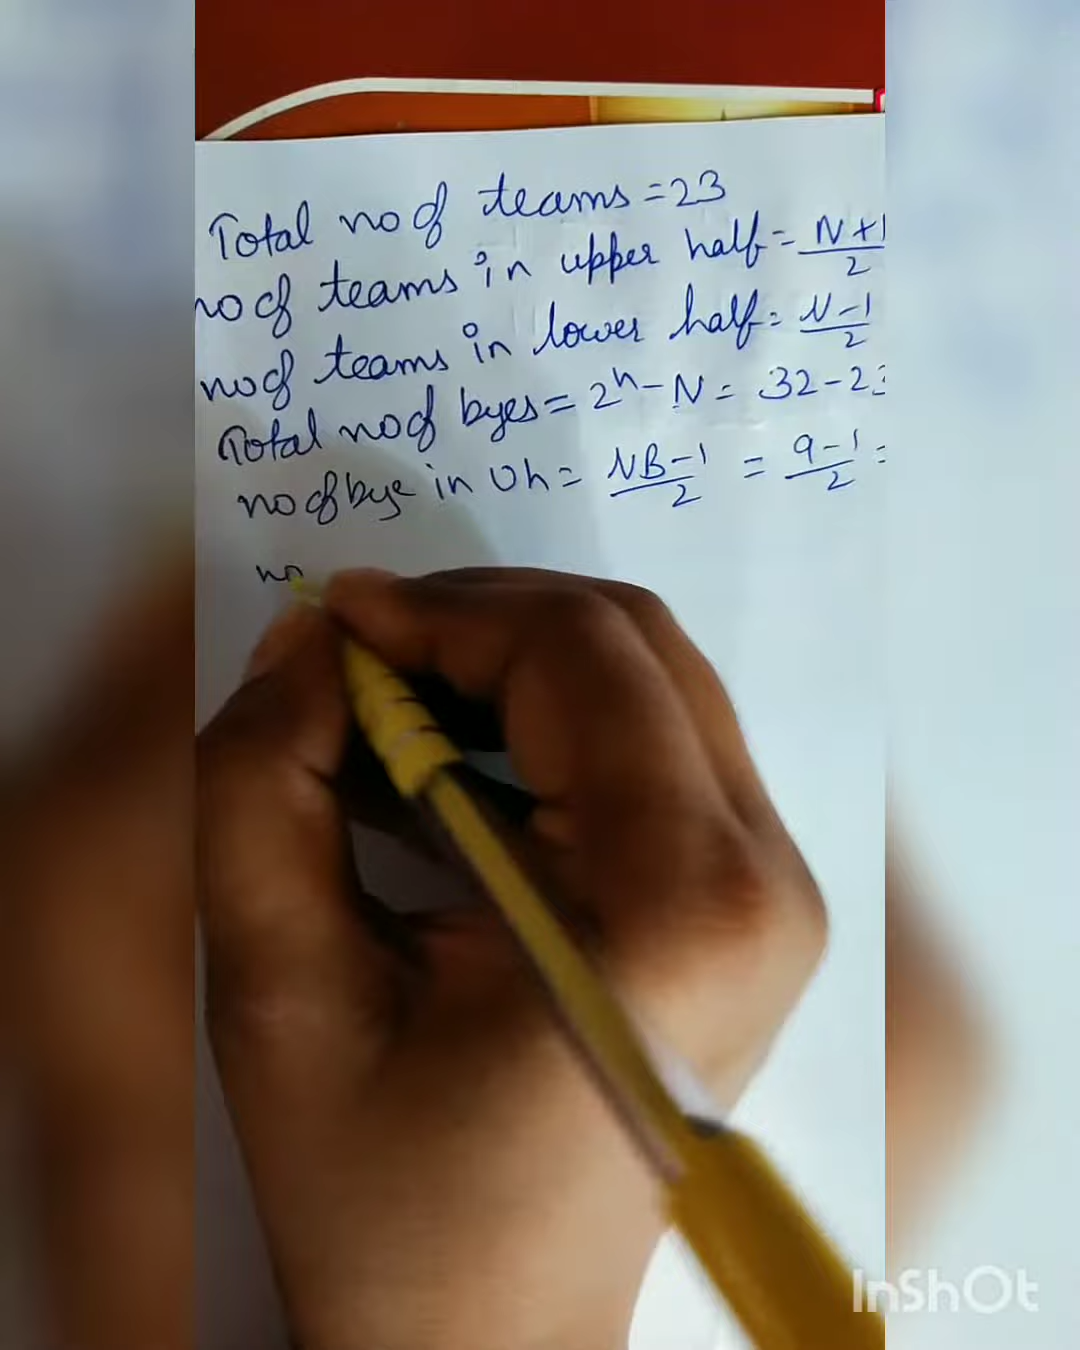 Total no of teams = 23
no of teams in upper half = N+1/2
no of teams in lower half = N-1/2
Total no of byes = 2ⁿ - N = 32 - 23
no of bye in Uh = NB-1/2 = 9-1/2 =
no
InShOt